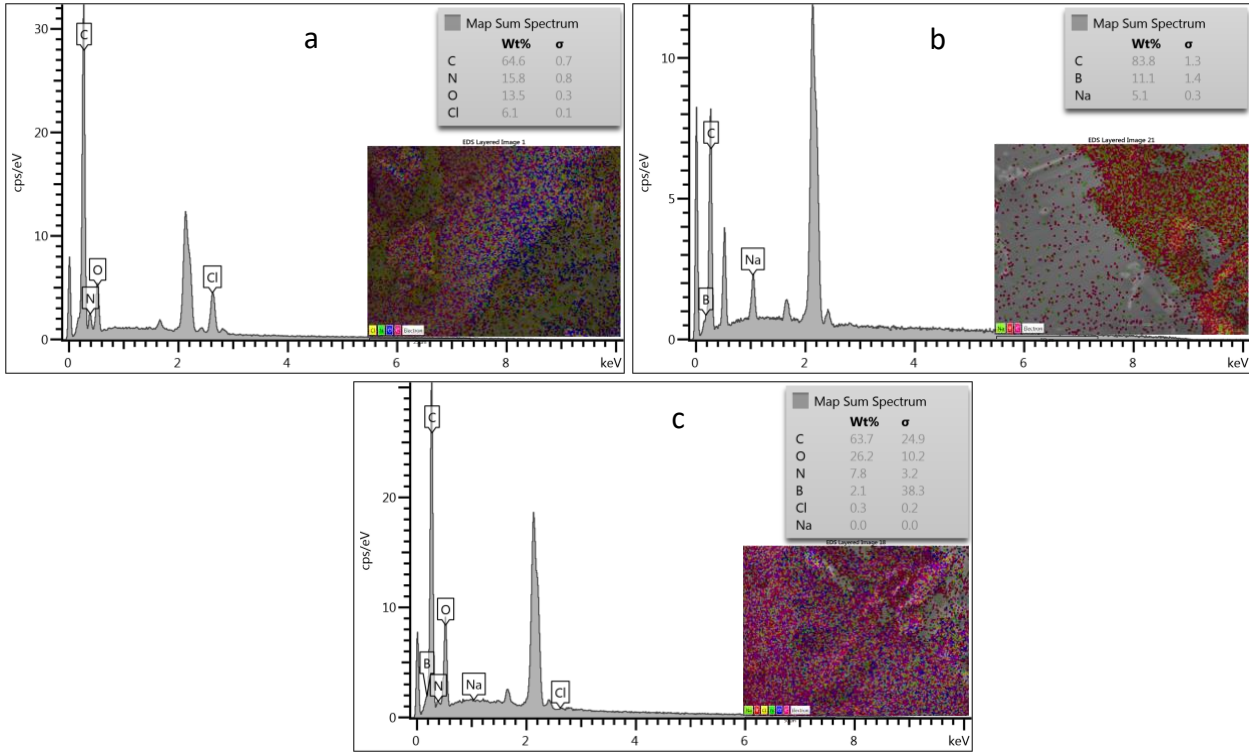 a
Map Sum Spectrum
Wt% σ
C 64.6 0.7
N 15.8 0.8
O 13.5 0.3
Cl 6.1 0.1
EDS Layered Image 1
30
20
10
0
cps/eV
C
N
O
Cl
Electron
0 2 4 6 8 keV
b
Map Sum Spectrum
Wt% σ
C 83.8 1.3
B 11.1 1.4
Na 5.1 0.3
EDS Layered Image 21
10
5
0
cps/eV
C
B
Na
Na
Electron
0 2 4 6 8 keV
c
Map Sum Spectrum
Wt% σ
C 63.7 24.9
O 26.2 10.2
N 7.8 3.2
B 2.1 38.3
Cl 0.3 0.2
Na 0.0 0.0
EDS Layered Image 18
20
10
0
cps/eV
C
O
B
N
Na
Cl
Electron
0 2 4 6 8 keV